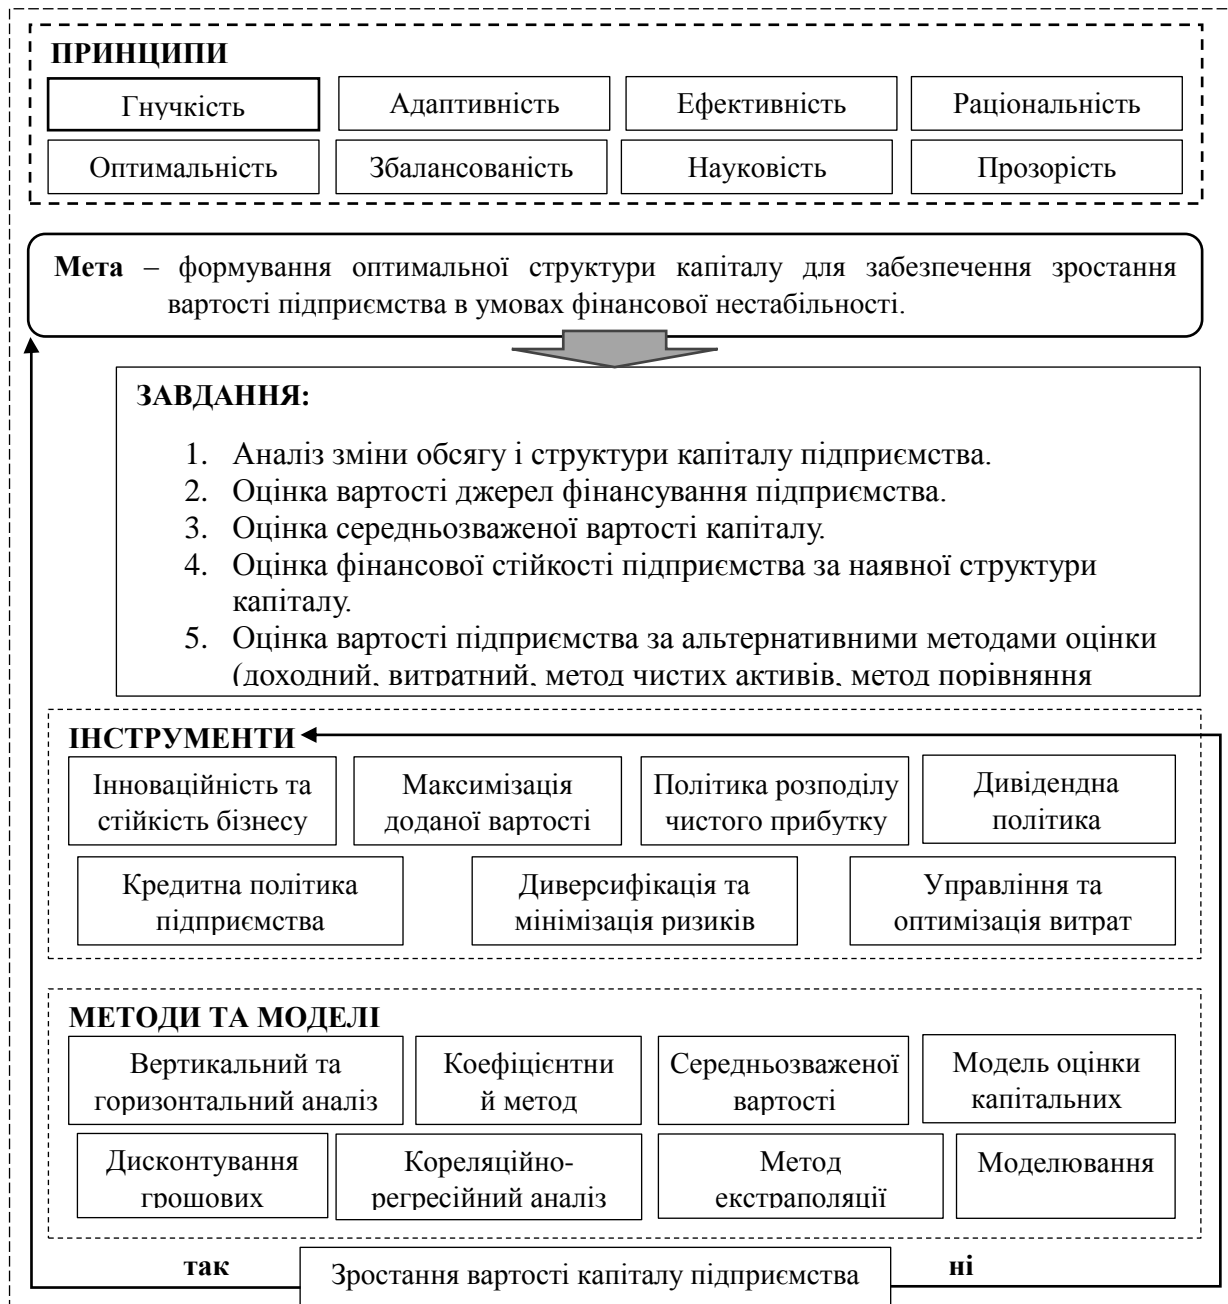 ПРИНЦИПИ
Гнучкість
Адаптивність
Ефективність
Раціональність
Оптимальність
Збалансованість
Науковість
Прозорість
Мета – формування оптимальної структури капіталу для забезпечення зростання
вартості підприємства в умовах фінансової нестабільності.
ЗАВДАННЯ:
1. Аналіз зміни обсягу і структури капіталу підприємства.
2. Оцінка вартості джерел фінансування підприємства.
3. Оцінка середньозваженої вартості капіталу.
4. Оцінка фінансової стійкості підприємства за наявної структури
капіталу.
5. Оцінка вартості підприємства за альтернативними методами оцінки
(доходний, витратний, метод чистих активів, метод порівняння
ІНСТРУМЕНТИ
Інноваційність та
стійкість бізнесу
Максимізація
доданої вартості
Політика розподілу
чистого прибутку
Дивідендна
політика
Кредитна політика
підприємства
Диверсифікація та
мінімізація ризиків
Управління та
оптимізація витрат
МЕТОДИ ТА МОДЕЛІ
Вертикальний та
горизонтальний аналіз
Коефіцієнтни
й метод
Середньозваженої
вартості
Модель оцінки
капітальних
Дисконтування
грошових
Кореляційно-
регресійний аналіз
Метод
екстраполяції
Моделювання
так
Зростання вартості капіталу підприємства
ні